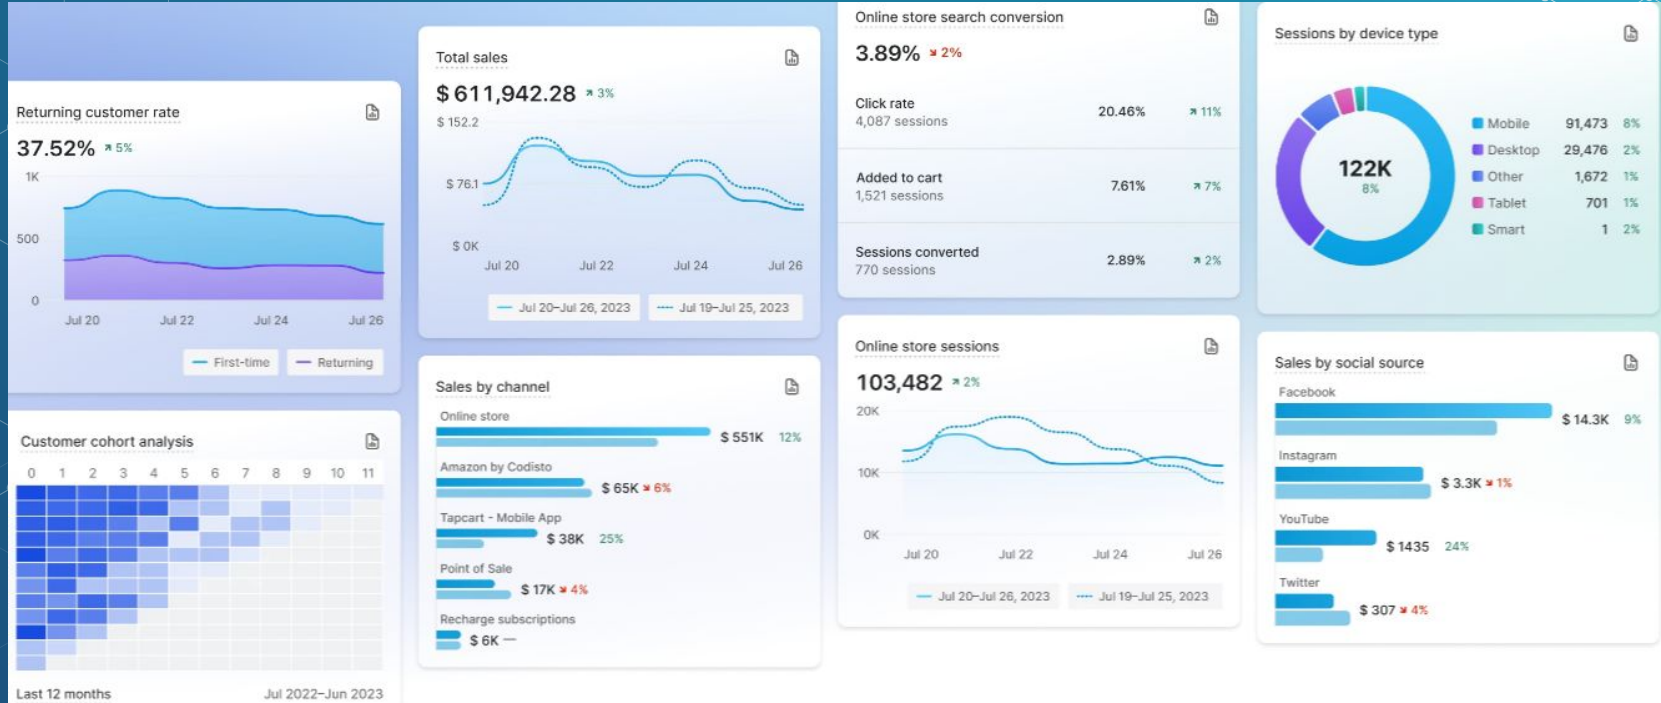 Returning customer rate
37.52% 5%
1K
500
0
Jul 20 Jul 22 Jul 24 Jul 26
First-time Returning
Customer cohort analysis
0 1 2 3 4 5 6 7 8 9 10 11
Last 12 months Jul 2022–Jun 2023
Total sales
$ 611,942.28 3%
$ 152.2
$ 76.1
$ 0K
Jul 20 Jul 22 Jul 24 Jul 26
Jul 20–Jul 26, 2023 Jul 19–Jul 25, 2023
Sales by channel
Online store
$ 551K 12%
Amazon by Codisto
$ 65K 6%
Tapcart - Mobile App
$ 38K 25%
Point of Sale
$ 17K 4%
Recharge subscriptions
$ 6K —
Online store search conversion
3.89% 2%
Click rate
4,087 sessions
20.46% 11%
Added to cart
1,521 sessions
7.61% 7%
Sessions converted
770 sessions
2.89% 2%
Online store sessions
103,482 2%
20K
10K
0K
Jul 20 Jul 22 Jul 24 Jul 26
Jul 20–Jul 26, 2023 Jul 19–Jul 25, 2023
Sessions by device type
122K
8%
Mobile 91,473 8%
Desktop 29,476 2%
Other 1,672 1%
Tablet 701 1%
Smart 1 2%
Sales by social source
Facebook
$ 14.3K 9%
Instagram
$ 3.3K 1%
YouTube
$ 1435 24%
Twitter
$ 307 4%